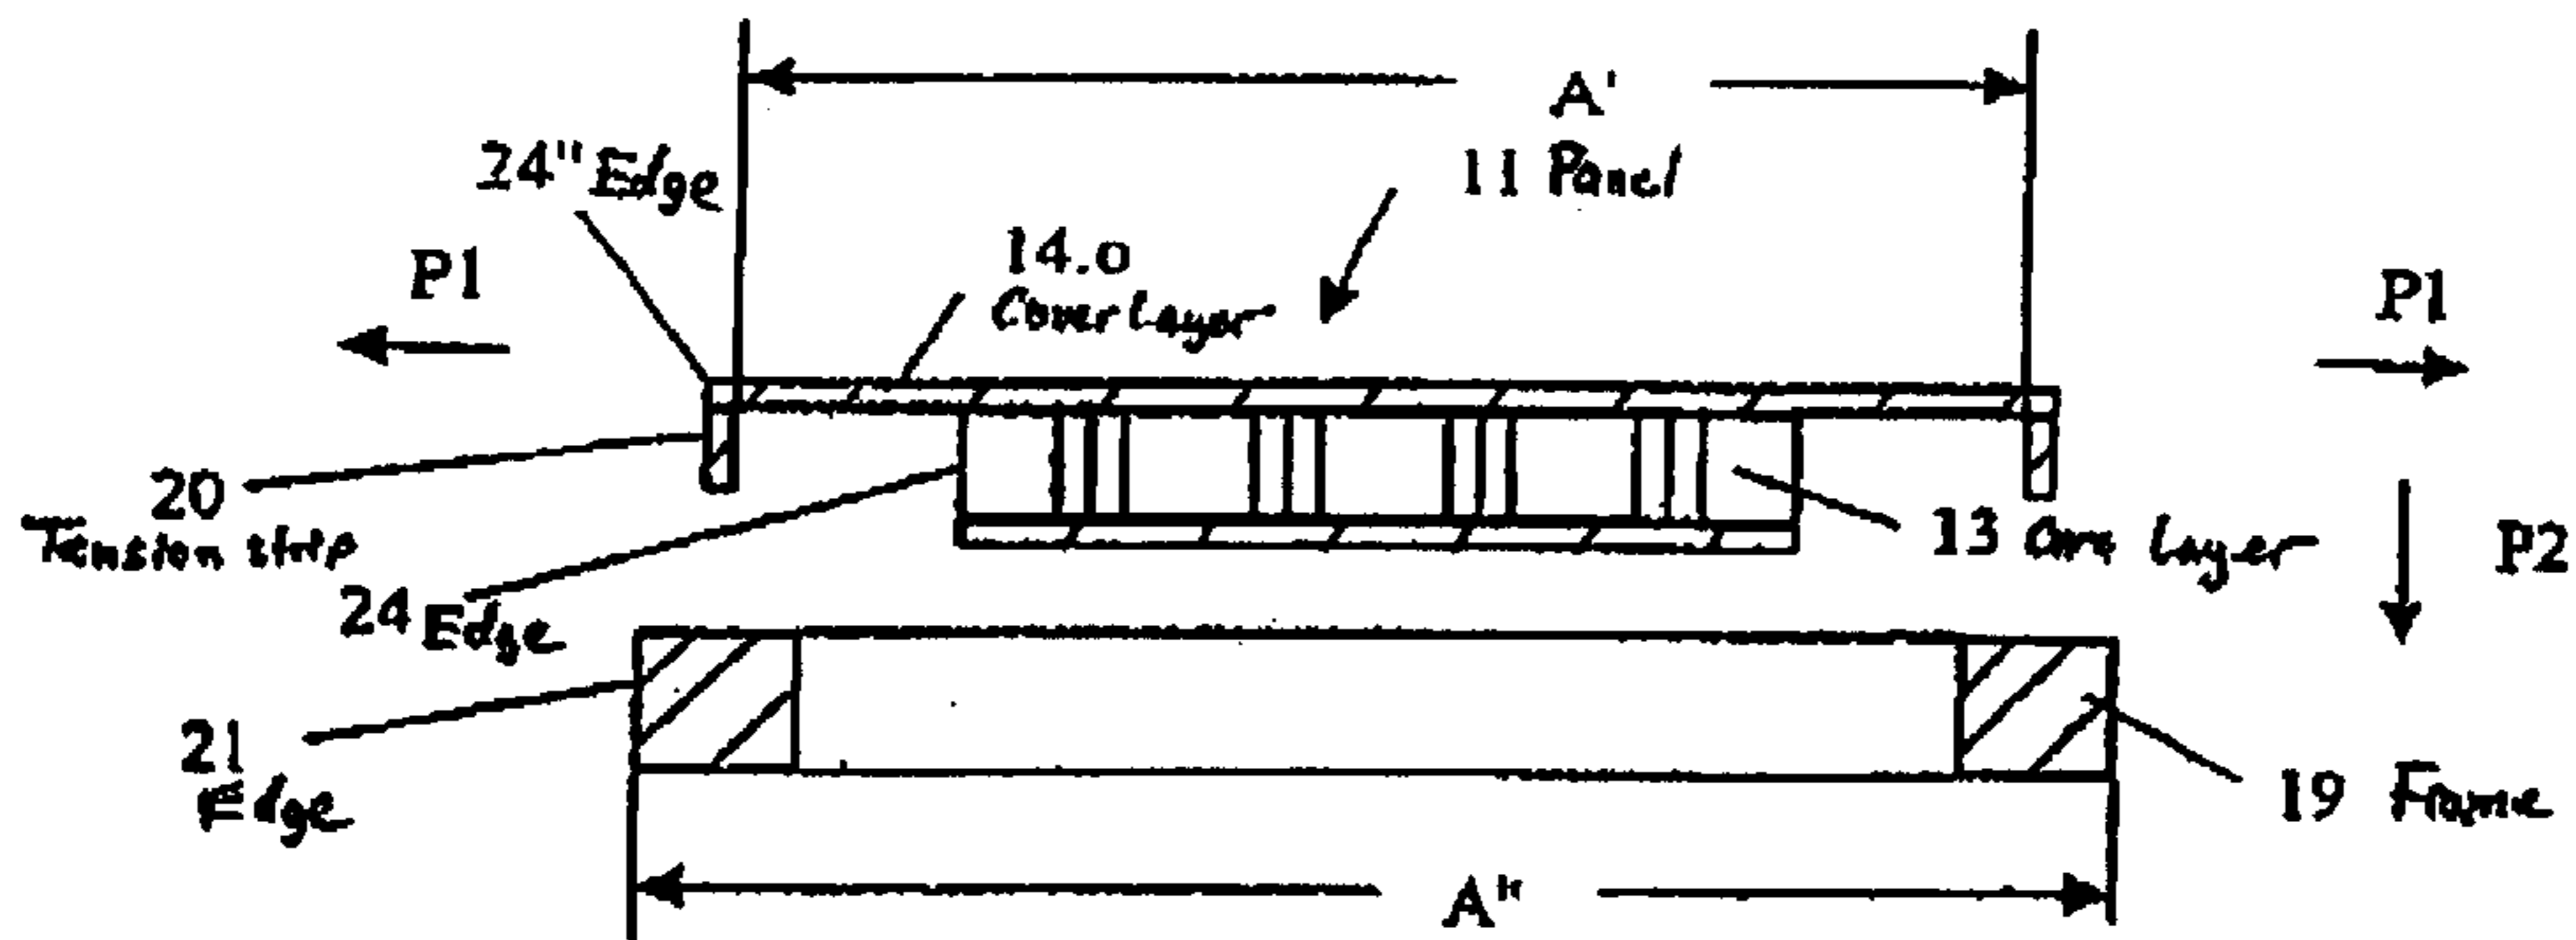 A'
11 Panel
24" Edge
14.o
Cover layer
P1
P1
20
Tension strip
13 Core Layer
P2
24 Edge
21
Edge
19 Frame
A"